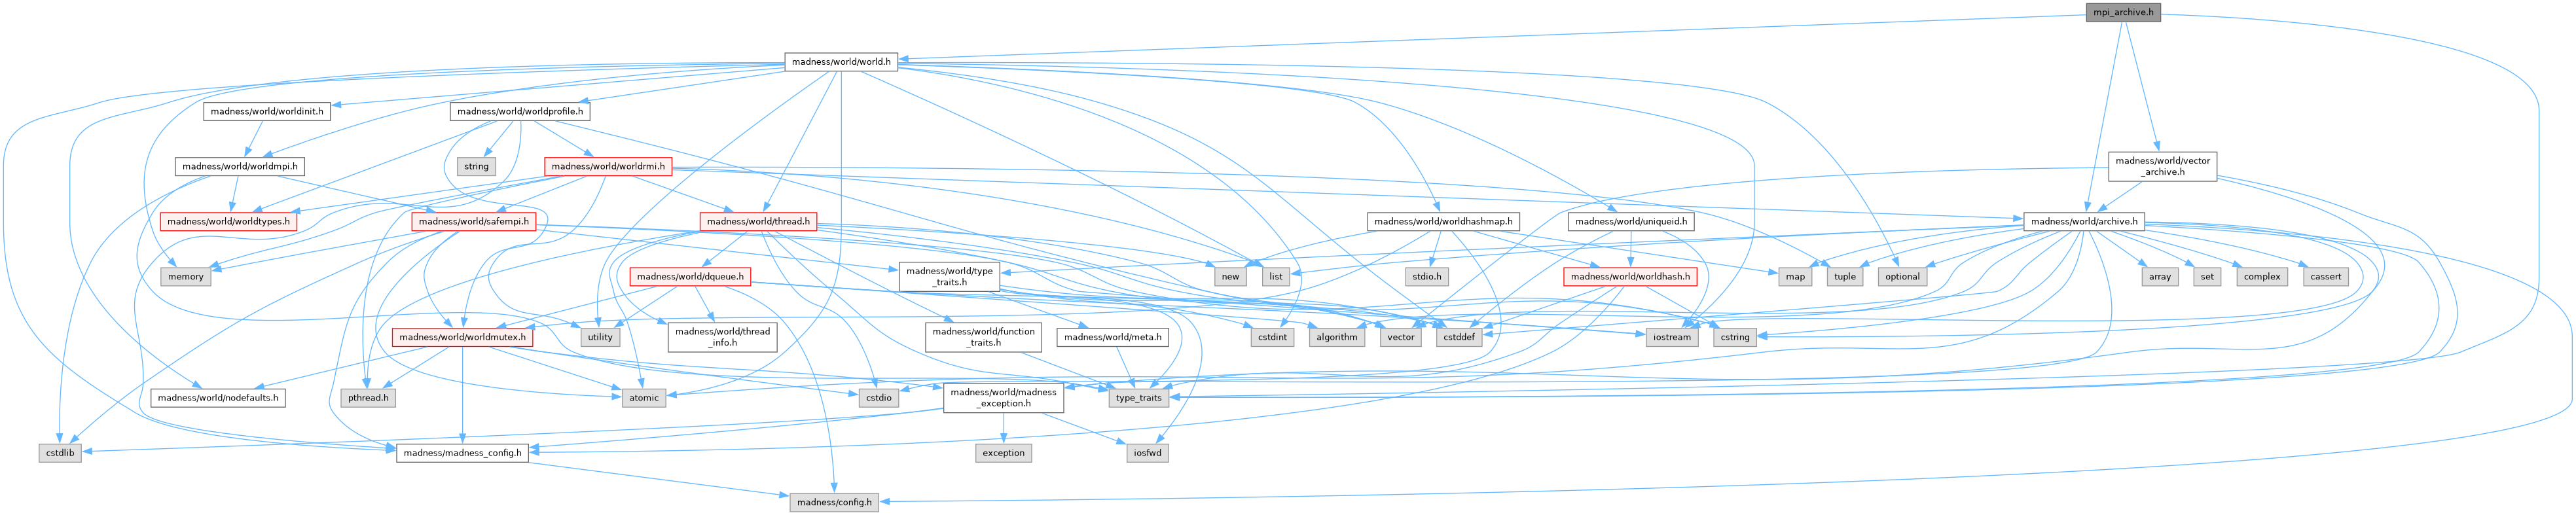 mpi_archive.h
madness/world/world.h
madness/world/worldinit.h
madness/world/worldprofile.h
madness/world/worldmpi.h
string
madness/world/worldrmi.h
madness/world/vector
_archive.h
madness/world/worldtypes.h
madness/world/safempi.h
madness/world/thread.h
madness/world/worldhashmap.h
madness/world/uniqueid.h
madness/world/archive.h
memory
madness/world/dqueue.h
madness/world/type
_traits.h
new
list
stdio.h
madness/world/worldhash.h
map
tuple
optional
array
set
complex
cassert
madness/world/worldmutex.h
utility
madness/world/thread
_info.h
madness/world/function
_traits.h
madness/world/meta.h
cstdint
algorithm
vector
cstddef
iostream
cstring
madness/world/nodefaults.h
pthread.h
atomic
cstdio
madness/world/madness
_exception.h
type_traits
cstdlib
madness/madness_config.h
exception
iosfwd
madness/config.h